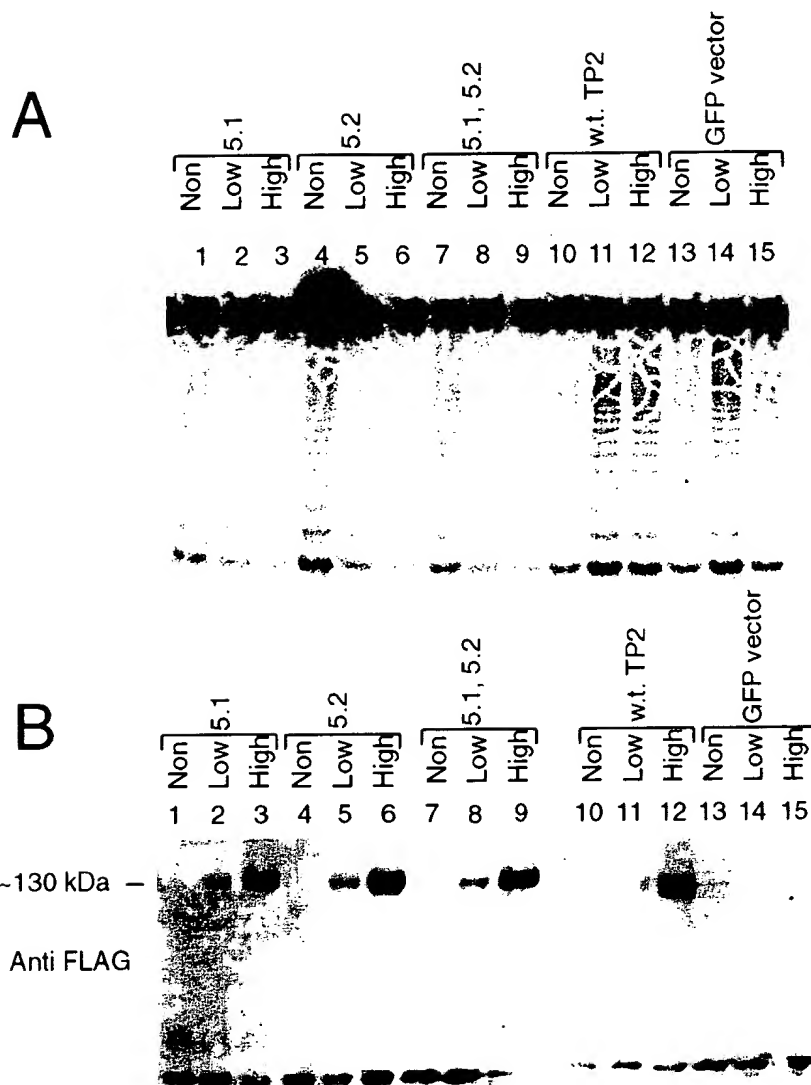 A
5.1
5.2
5.1, 5.2
w.t. TP2
GFP vector
Non Low High Non Low High Non Low High Non Low High Non Low High
1 2 3 4 5 6 7 8 9 10 11 12 13 14 15
B
5.1
5.2
5.1, 5.2
w.t. TP2
GFP vector
Non Low High Non Low High Non Low High Non Low High Non Low High
1 2 3 4 5 6 7 8 9 10 11 12 13 14 15
~130 kDa –
Anti FLAG